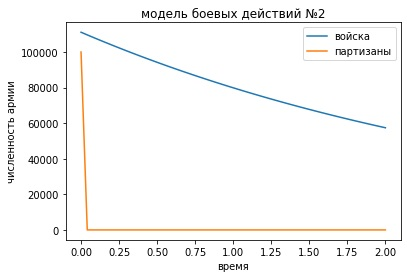 модель боевых действий №2
войска
партизаны
численность армии
100000
80000
60000
40000
20000
0
0.00 0.25 0.50 0.75 1.00 1.25 1.50 1.75 2.00
время